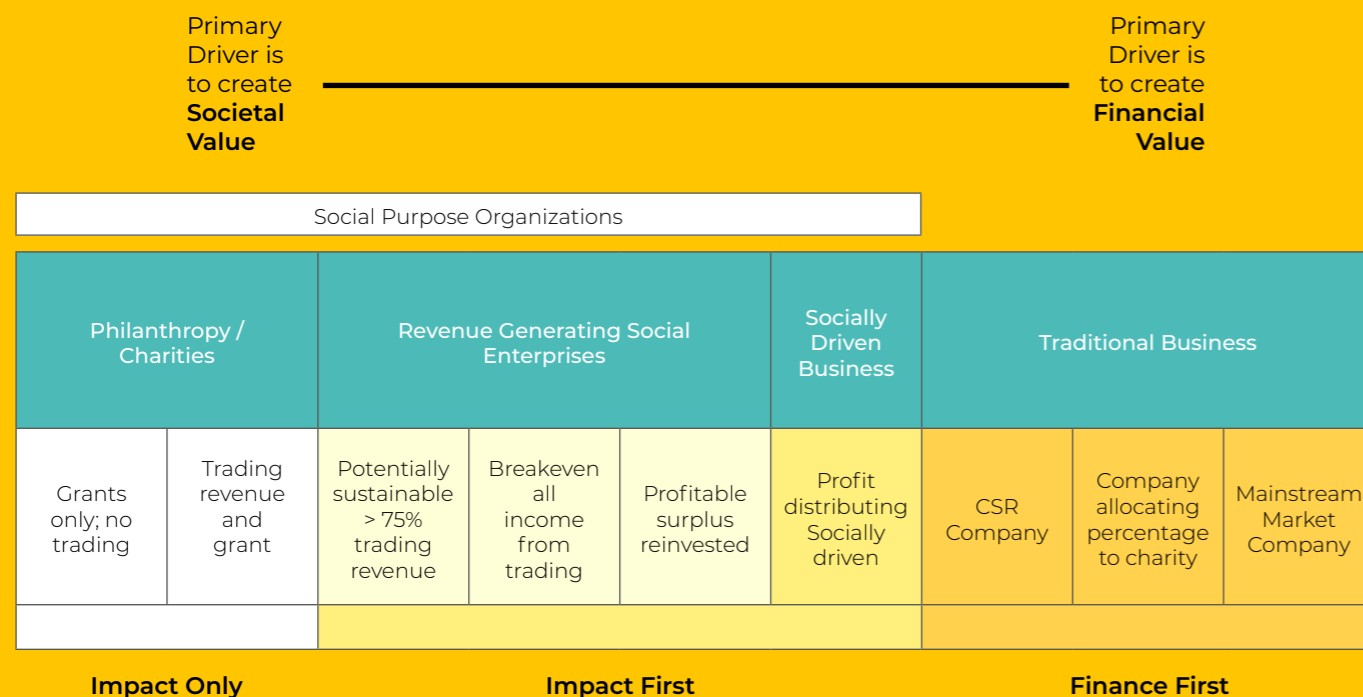 Primary
Driver is
to create
Societal
Value
Primary
Driver is
to create
Financial
Value
Social Purpose Organizations
Philanthropy /
Charities
Revenue Generating Social
Enterprises
Socially
Driven
Business
Traditional Business
Grants
only; no
trading
Trading
revenue
and
grant
Potentially
sustainable
> 75%
trading
revenue
Breakeven
all
income
from
trading
Profitable
surplus
reinvested
Profit
distributing
Socially
driven
CSR
Company
Company
allocating
percentage
to charity
Mainstream
Market
Company
Impact Only
Impact First
Finance First